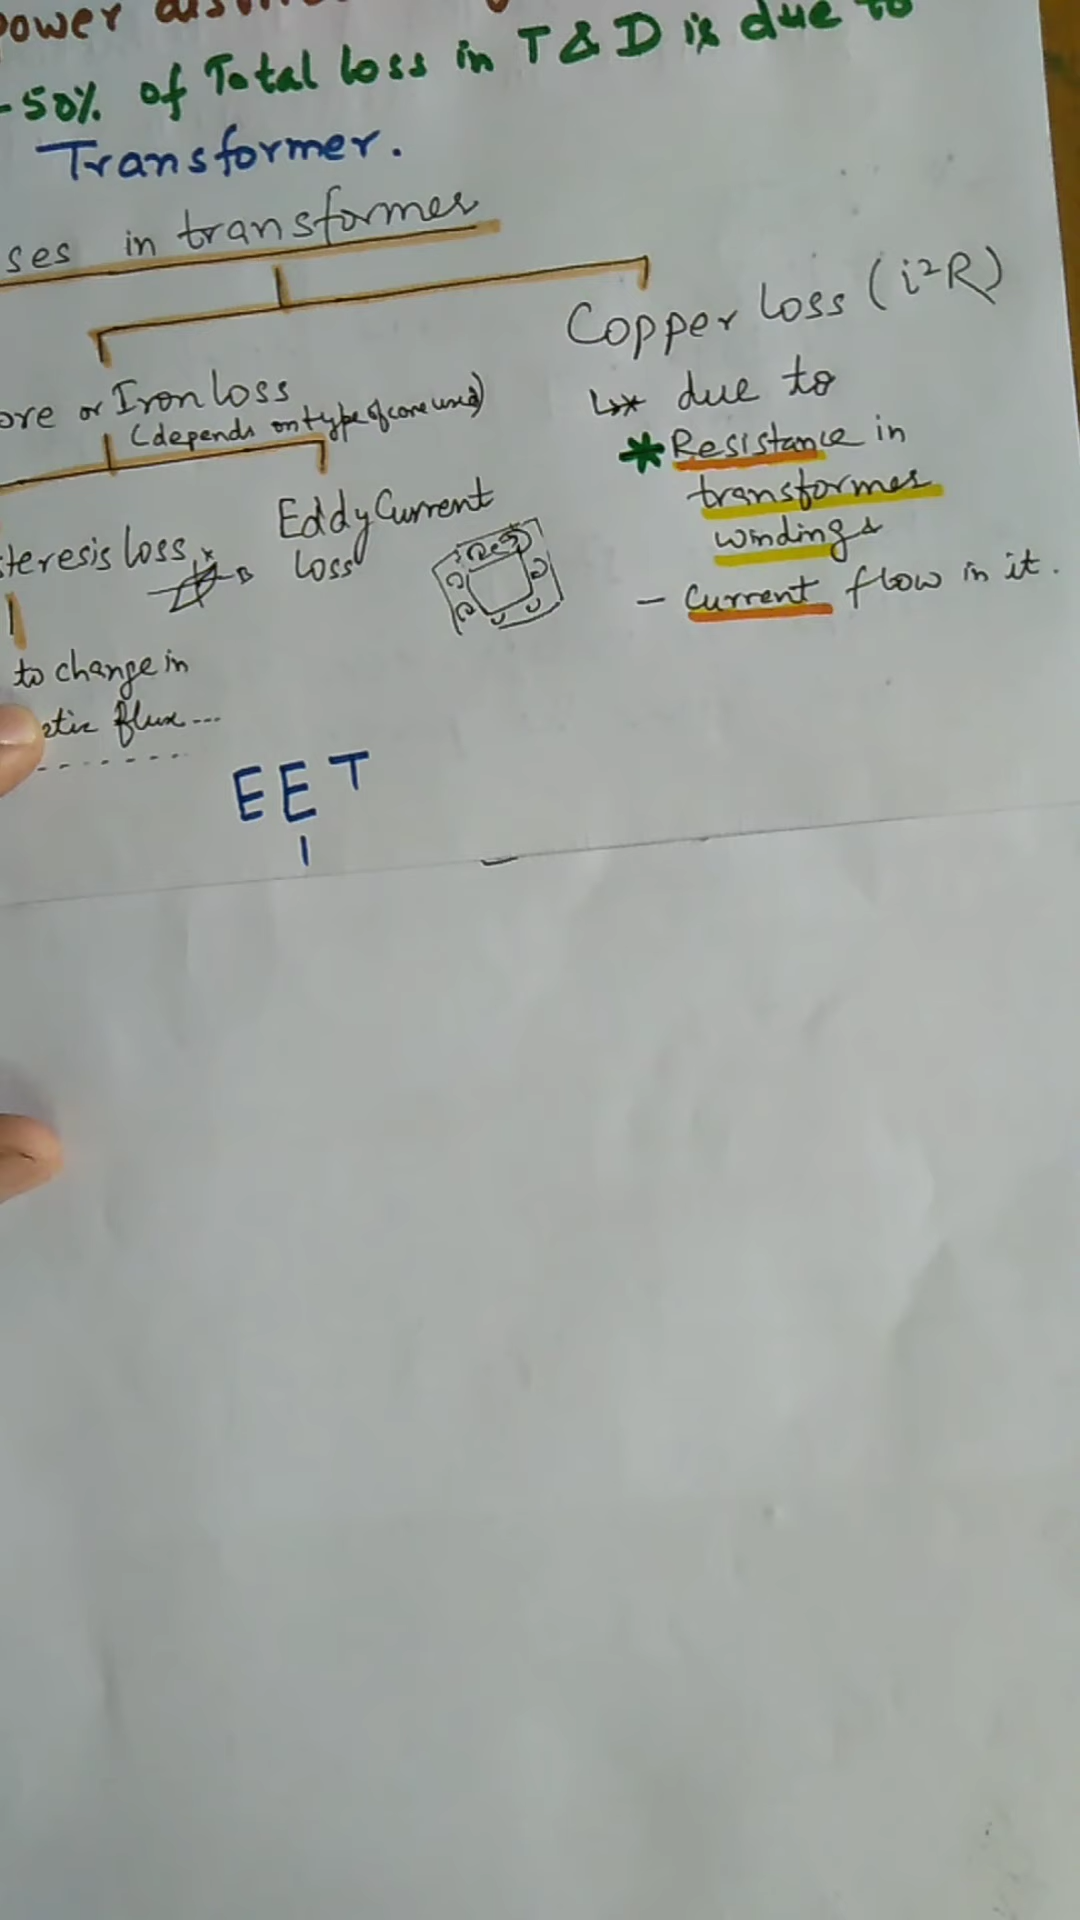 power
-50% of Total loss in T & D is due to
Transformer.
ses in transformer
Copper loss (i²R)
due to
Resistance in
transformer
windings
- Current flow in it.
ore or Iron loss
(depends on type of core used)
teresis loss
B
Eddy Current
loss
to change in
etic flux...
EET